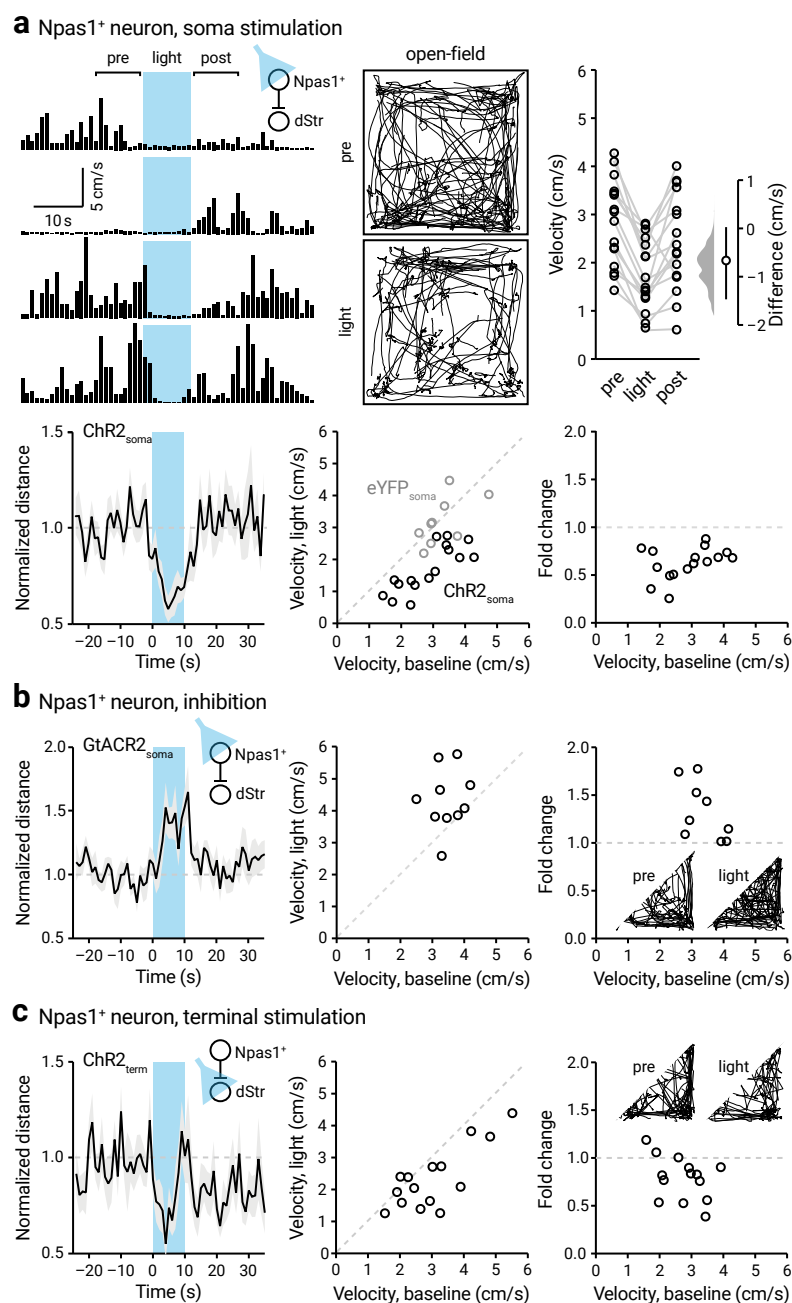 a Npas1⁺ neuron, soma stimulation
pre light post
Npas1⁺
dStr
10 s
5 cm/s
open-field
pre
light
Velocity (cm/s)
6
5
4
3
2
1
0
pre light post
Difference (cm/s)
1
0
−1
−2
ChR2soma
Normalized distance
1.5
1.0
0.5
−20 −10 0 10 20 30
Time (s)
Velocity, light (cm/s)
6
5
4
3
2
1
0
eYFPsoma
ChR2soma
0 1 2 3 4 5 6
Velocity, baseline (cm/s)
Fold change
2.0
1.5
1.0
0.5
0.0
0 1 2 3 4 5 6
Velocity, baseline (cm/s)
b Npas1⁺ neuron, inhibition
GtACR2soma
Npas1⁺
dStr
Normalized distance
2.0
1.5
1.0
0.5
−20 −10 0 10 20 30
Time (s)
Velocity, light (cm/s)
6
5
4
3
2
1
0
0 1 2 3 4 5 6
Velocity, baseline (cm/s)
Fold change
2.0
1.5
1.0
0.5
0.0
pre light
0 1 2 3 4 5 6
Velocity, baseline (cm/s)
c Npas1⁺ neuron, terminal stimulation
ChR2term
Npas1⁺
dStr
Normalized distance
1.5
1.0
0.5
−20 −10 0 10 20 30
Time (s)
Velocity, light (cm/s)
6
5
4
3
2
1
0
0 1 2 3 4 5 6
Velocity, baseline (cm/s)
Fold change
2.0
1.5
1.0
0.5
0.0
pre light
0 1 2 3 4 5 6
Velocity, baseline (cm/s)